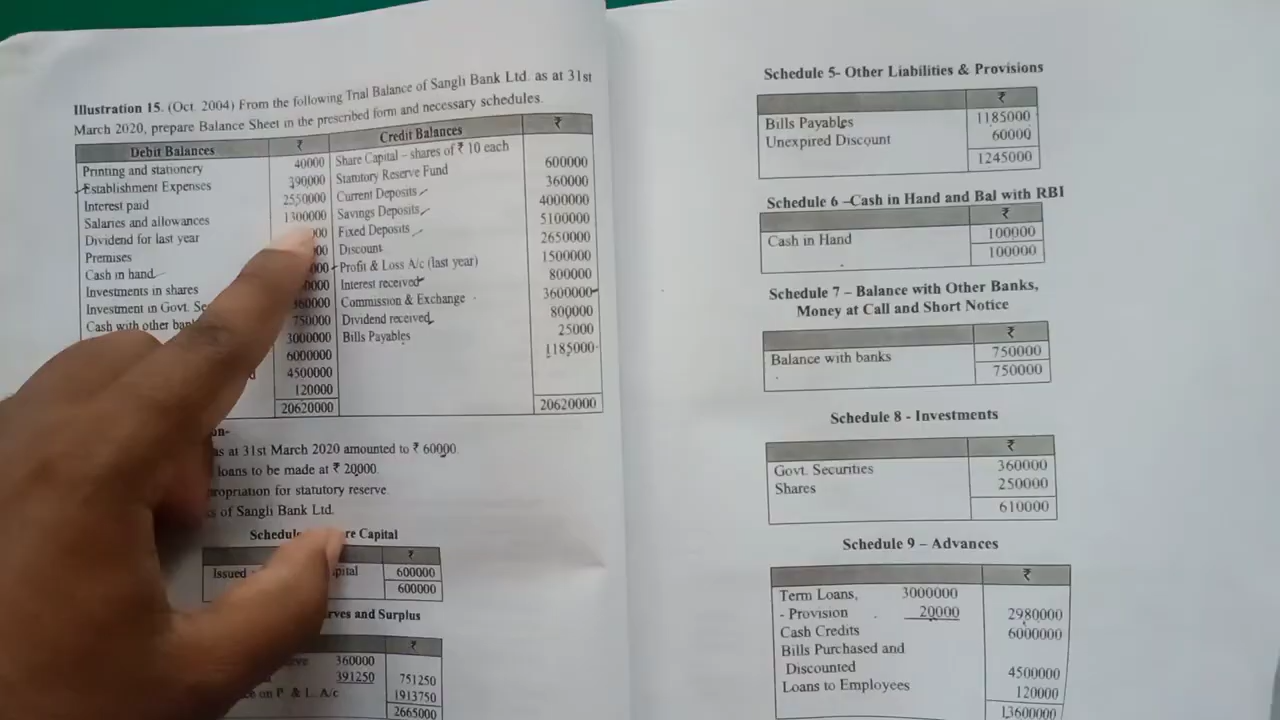 Illustration 15. (Oct. 2004) From the following Trial Balance of Sangli Bank Ltd. as at 31st
March 2020, prepare Balance Sheet in the prescribed form and necessary schedules.
Debit Balances ₹ Credit Balances ₹
Printing and stationery 40000 Share Capital – shares of ₹ 10 each 600000
Establishment Expenses 390000 Statutory Reserve Fund 360000
Interest paid 2550000 Current Deposits 4000000
Salaries and allowances 1300000 Savings Deposits 5100000
Dividend for last year Fixed Deposits 2650000
Premises Discount 1500000
Cash in hand Profit & Loss A/c (last year) 800000
Investments in shares Interest received 3600000
Investment in Govt. 360000 Commission & Exchange 800000
Cash with other 750000 Dividend received 25000
3000000 Bills Payables 1185000
6000000
4500000
120000
20620000 20620000
as at 31st March 2020 amounted to ₹ 60000.
loans to be made at ₹ 20000.
for statutory reserve.
of Sangli Bank Ltd.
Capital
₹
Issued 600000
600000
and Surplus
₹
360000
391250 751250
on P. & L. A/c 1913750
2665000
Schedule 5- Other Liabilities & Provisions
₹
Bills Payables 1185000
Unexpired Discount 60000
1245000
Schedule 6 –Cash in Hand and Bal with RBI
₹
Cash in Hand 100000
100000
Schedule 7 – Balance with Other Banks,
Money at Call and Short Notice
₹
Balance with banks 750000
750000
Schedule 8 - Investments
₹
Govt. Securities 360000
Shares 250000
610000
Schedule 9 – Advances
₹
Term Loans, 3000000
- Provision 20000 2980000
Cash Credits 6000000
Bills Purchased and
Discounted 4500000
Loans to Employees 120000
13600000